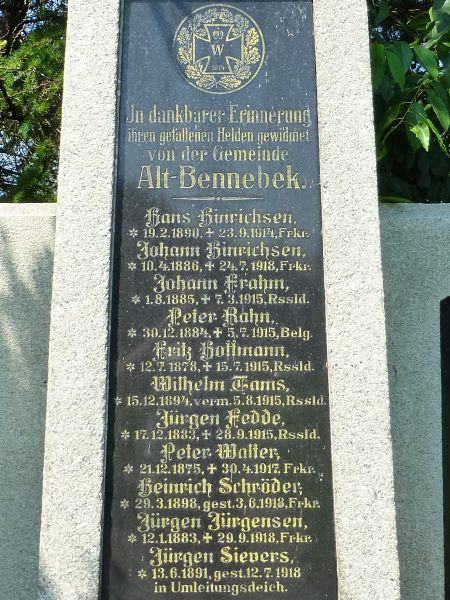 W
1914
In dankbarer Erinnerung
ihren gefallenen Helden gewidmet
von der Gemeinde
Alt-Bennebek.
Hans Hinrichsen,
* 19.2.1890, + 23.9.1914, Frkr.
Johann Hinrichsen,
* 10.4.1886, + 24.7.1918, Frkr.
Johann Frahm,
* 1.8.1885, + 7.3.1915, Rssld.
Peter Rahn,
* 30.12.1884, + 5.7.1915, Belg.
Fritz Hoffmann,
* 12.7.1878, + 15.7.1915, Rssld.
Wilhelm Tams,
* 15.12.1894, verm. 5.8.1915, Rssld.
Jürgen Fedde,
* 17.12.1883, + 28.9.1915, Rssld.
Peter Walter,
* 21.12.1875, + 30.4.1917. Frkr.
Heinrich Schröder,
* 29.3.1898, gest. 3.6.1918, Frkr.
Jürgen Jürgensen,
* 12.1.1883, + 29.9.1918, Frkr.
Jürgen Sievers,
* 13.6.1891, gest. 12.7.1918
in Umleitungsdeich.